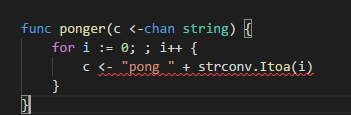 func ponger(c <-chan string) {
    for i := 0; ; i++ {
        c <- "pong " + strconv.Itoa(i)
    }
}